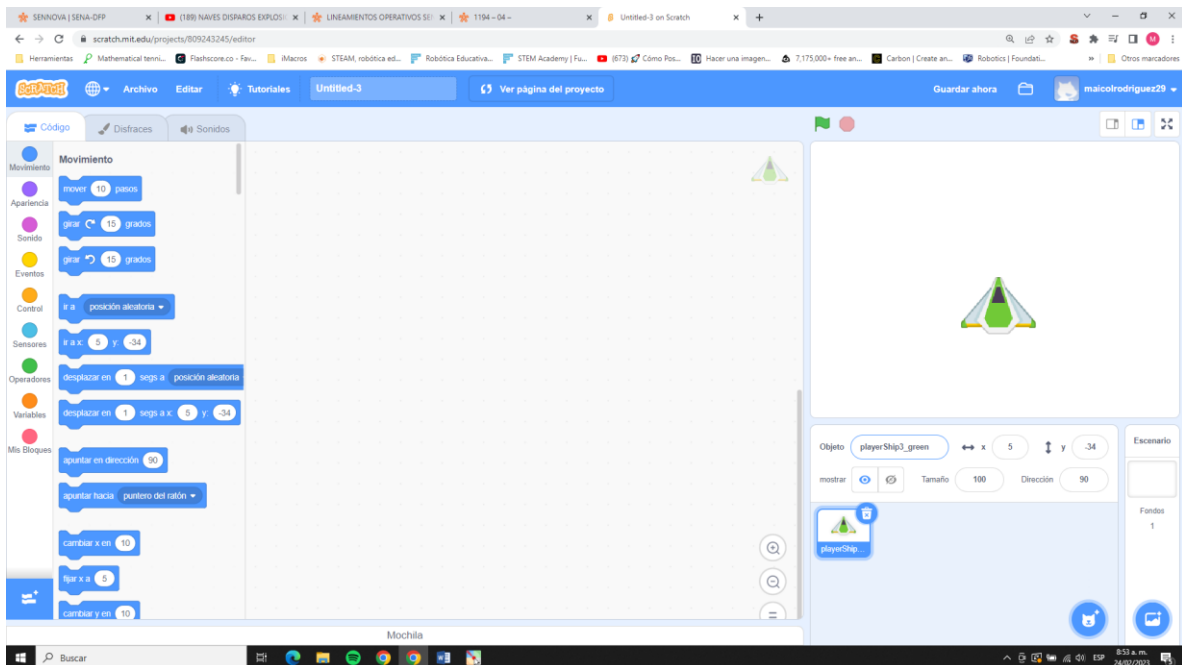 SENNOVA | SENA-DFP
(189) NAVES DISPAROS EXPLOSI
LINEAMIENTOS OPERATIVOS SE
1194 – 04 –
Untitled-3 on Scratch
scratch.mit.edu/projects/809243245/editor
Herramientas
Mathematical tenni...
Flashscore.co - Fav...
iMacros
STEAM, robótica ed...
Robótica Educativa...
STEM Academy | Fu...
(673) Cómo Pos...
Hacer una imagen...
7,175,000+ free an...
Carbon | Create an...
Robotics | Foundati...
Otros marcadores
SCRATCH
Archivo
Editar
Tutoriales
Untitled-3
Ver página del proyecto
Guardar ahora
maicolrodriguez29
Código
Disfraces
Sonidos
Movimiento
Apariencia
Sonido
Eventos
Control
Sensores
Operadores
Variables
Mis Bloques
Movimiento
mover 10 pasos
girar 15 grados
girar 15 grados
ir a posición aleatoria
ir a x: 5 y: -34
desplazar en 1 segs a posición aleatoria
desplazar en 1 segs a x: 5 y: -34
apuntar en dirección 90
apuntar hacia puntero del ratón
cambiar x en 10
fijar x a 5
cambiar y en 10
Mochila
Objeto playerShip3_green x 5 y -34
mostrar Tamaño 100 Dirección 90
playerShip...
Escenario
Fondos
1
Buscar
ESP
8:53 a. m.
24/02/2023